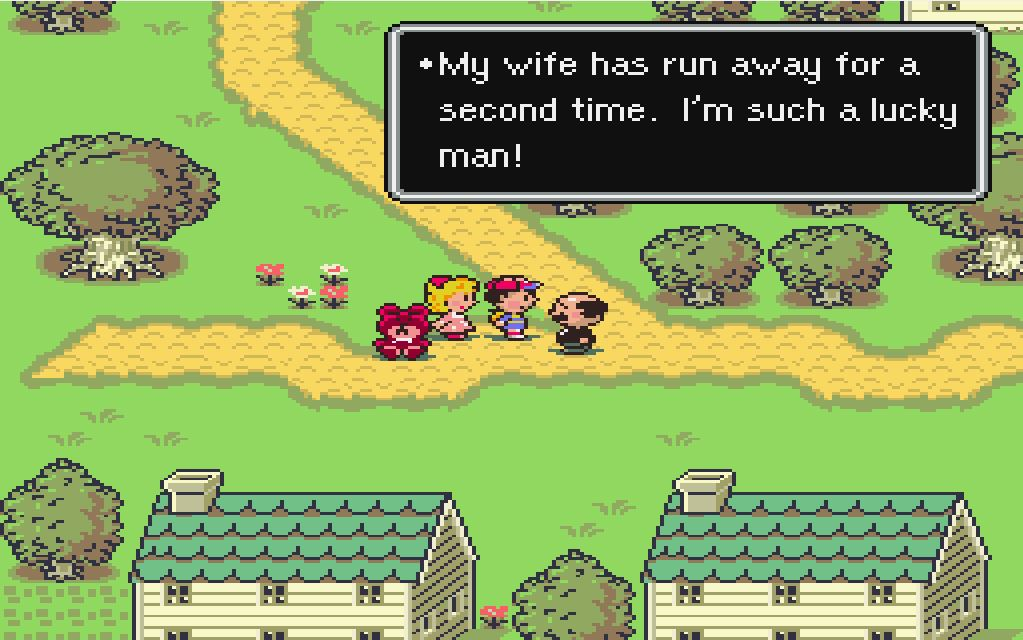 •My wife has run away for a
second time. I'm such a lucky
man!